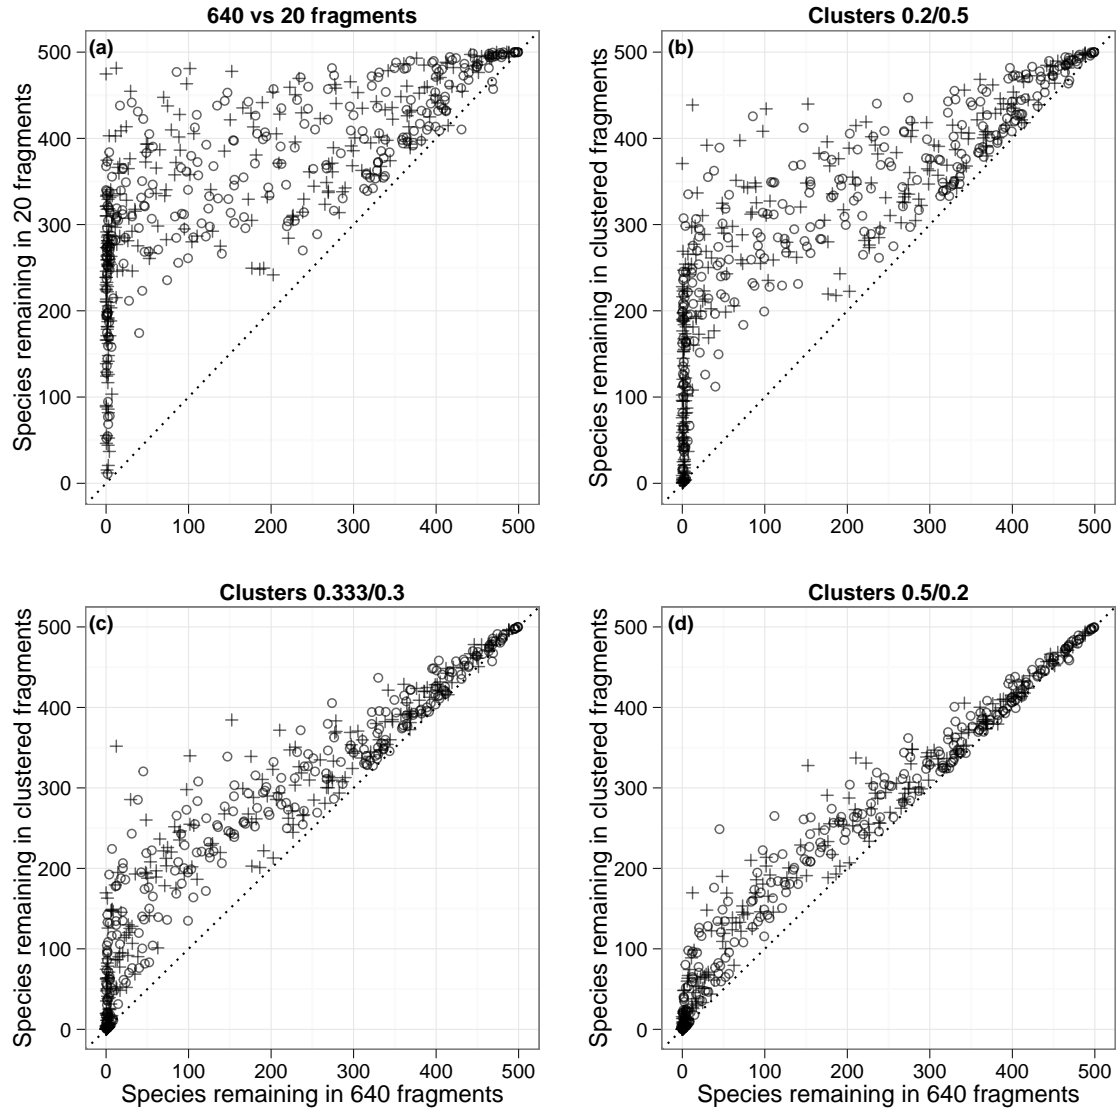 640 vs 20 fragments
(a)
Species remaining in 20 fragments
500
400
300
200
100
0
0 100 200 300 400 500
Clusters 0.2/0.5
(b)
Species remaining in clustered fragments
500
400
300
200
100
0
0 100 200 300 400 500
Clusters 0.333/0.3
(c)
Species remaining in clustered fragments
500
400
300
200
100
0
0 100 200 300 400 500
Species remaining in 640 fragments
Clusters 0.5/0.2
(d)
Species remaining in clustered fragments
500
400
300
200
100
0
0 100 200 300 400 500
Species remaining in 640 fragments